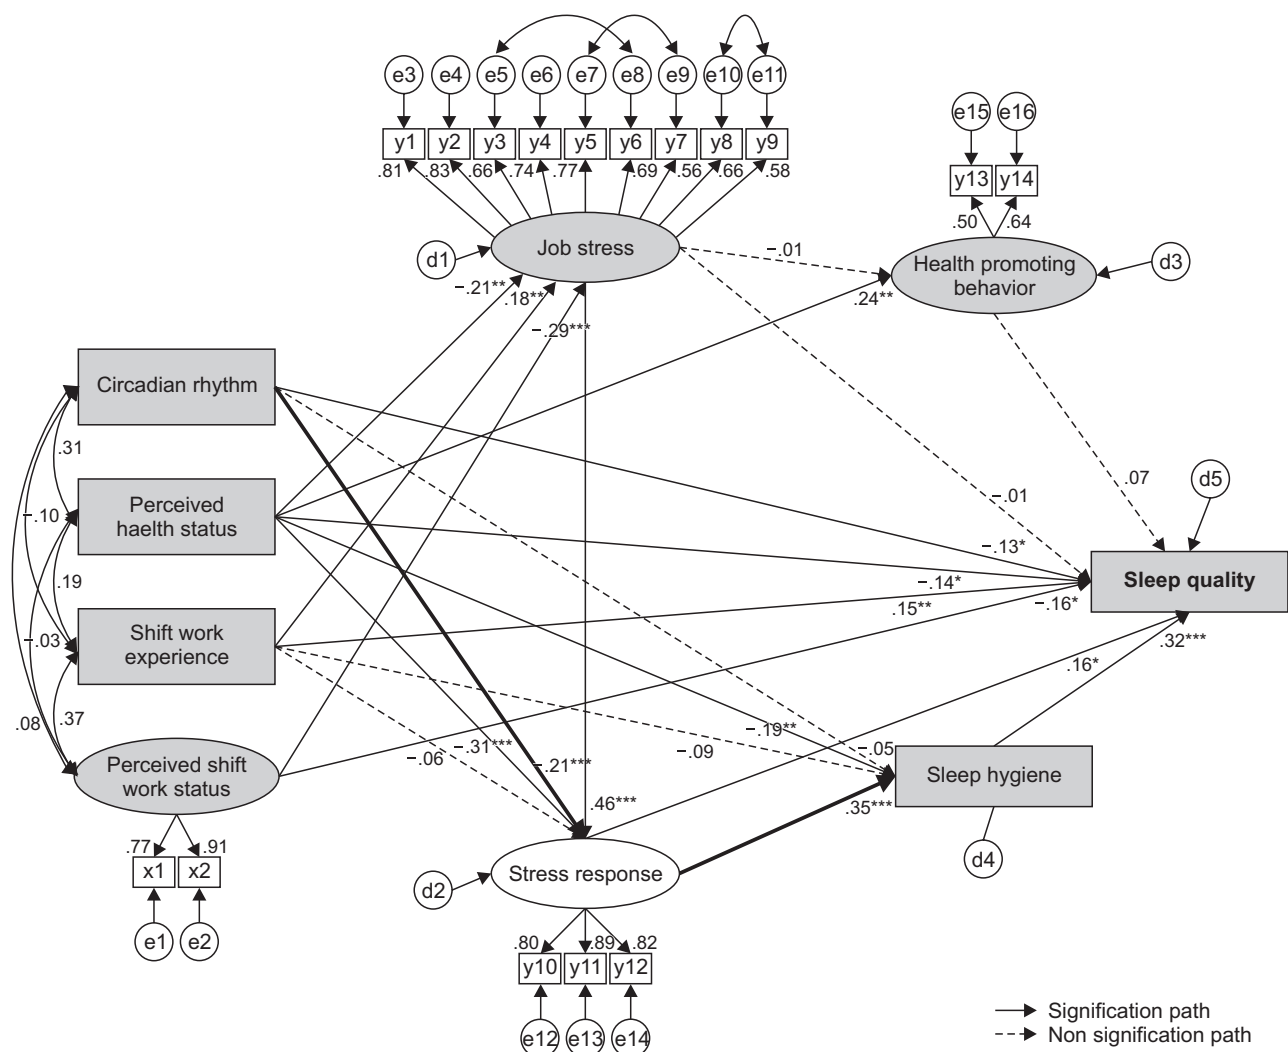 e3 e4 e5 e6 e7 e8 e9 e10 e11
y1 y2 y3 y4 y5 y6 y7 y8 y9
.81 .83 .66 .74 .77 .69 .56 .66 .58
e15 e16
y13 y14
.50 .64
Job stress
d1
Health promoting
behavior
d3
−.01
−.21**
.18**
−.29***
.24**
Circadian rhythm
.31
Perceived
haelth status
−.10
.19
Shift work
experience
−.03
.37
.08
Perceived shift
work status
.77 .91
x1 x2
e1 e2
−.01
.07
d5
−.13*
−.14*
.15**
−.16*
Sleep quality
.32***
.16*
−.06
−.31***
−.21***
.46***
−.09
−.19**
−.05
.35***
Sleep hygiene
d4
d2
Stress response
.80 .89 .82
y10 y11 y12
e12 e13 e14
Signification path
Non signification path